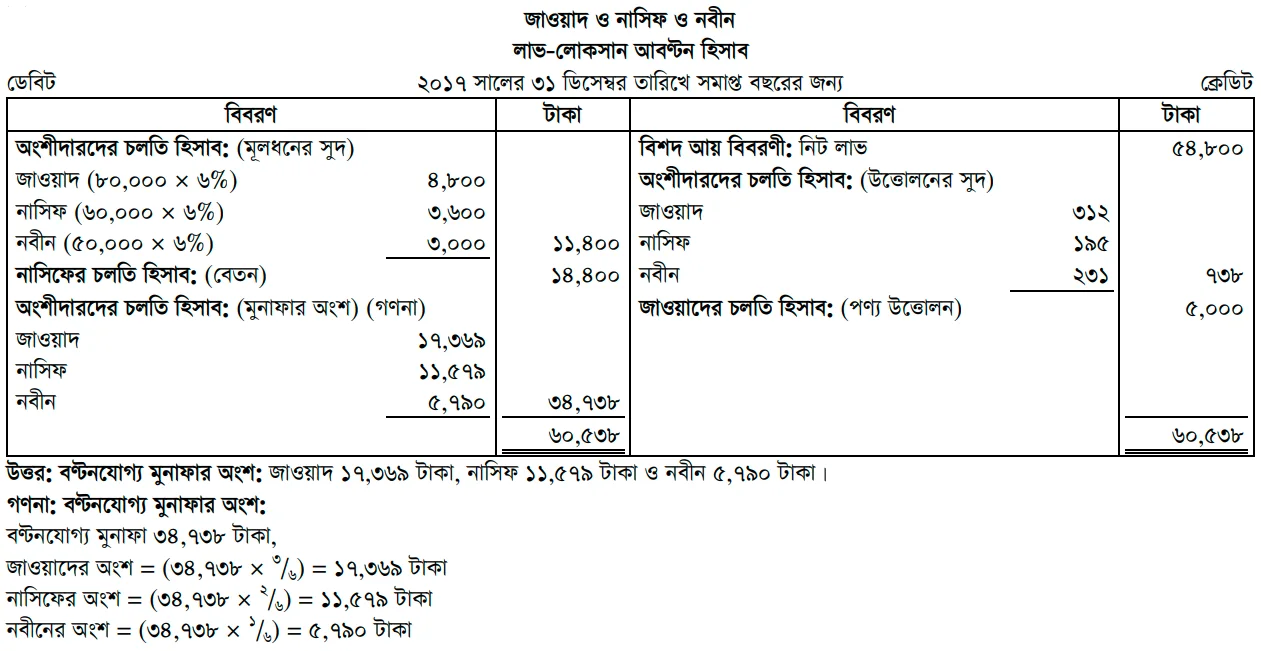 জাওয়াদ ও নাসিফ ও নবীন
লাভ-লোকসান আবণ্টন হিসাব
ডেবিট ২০১৭ সালের ৩১ ডিসেম্বর তারিখে সমাপ্ত বছরের জন্য ক্রেডিট
বিবরণ টাকা বিবরণ টাকা
অংশীদারদের চলতি হিসাব: (মূলধনের সুদ) বিশদ আয় বিবরণী: নিট লাভ ৫৪,৮০০
জাওয়াদ (৮০,০০০ × ৬%) ৪,৮০০ অংশীদারদের চলতি হিসাব: (উত্তোলনের সুদ)
নাসিফ (৬০,০০০ × ৬%) ৩,৬০০ জাওয়াদ ৩১২
নবীন (৫০,০০০ × ৬%) ৩,০০০ ১১,৪০০ নাসিফ ১৯৫
নাসিফের চলতি হিসাব: (বেতন) ১৪,৪০০ নবীন ২৩১ ৭৩৮
অংশীদারদের চলতি হিসাব: (মুনাফার অংশ) (গণনা) জাওয়াদের চলতি হিসাব: (পণ্য উত্তোলন) ৫,০০০
জাওয়াদ ১৭,৩৬৯
নাসিফ ১১,৫৭৯
নবীন ৫,৭৯০ ৩৪,৭৩৮
৬০,৫৩৮ ৬০,৫৩৮
উত্তর: বণ্টনযোগ্য মুনাফার অংশ: জাওয়াদ ১৭,৩৬৯ টাকা, নাসিফ ১১,৫৭৯ টাকা ও নবীন ৫,৭৯০ টাকা।
গণনা: বণ্টনযোগ্য মুনাফার অংশ:
বণ্টনযোগ্য মুনাফা ৩৪,৭৩৮ টাকা,
জাওয়াদের অংশ = (৩৪,৭৩৮ × ৩/৬) = ১৭,৩৬৯ টাকা
নাসিফের অংশ = (৩৪,৭৩৮ × ২/৬) = ১১,৫৭৯ টাকা
নবীনের অংশ = (৩৪,৭৩৮ × ১/৬) = ৫,৭৯০ টাকা